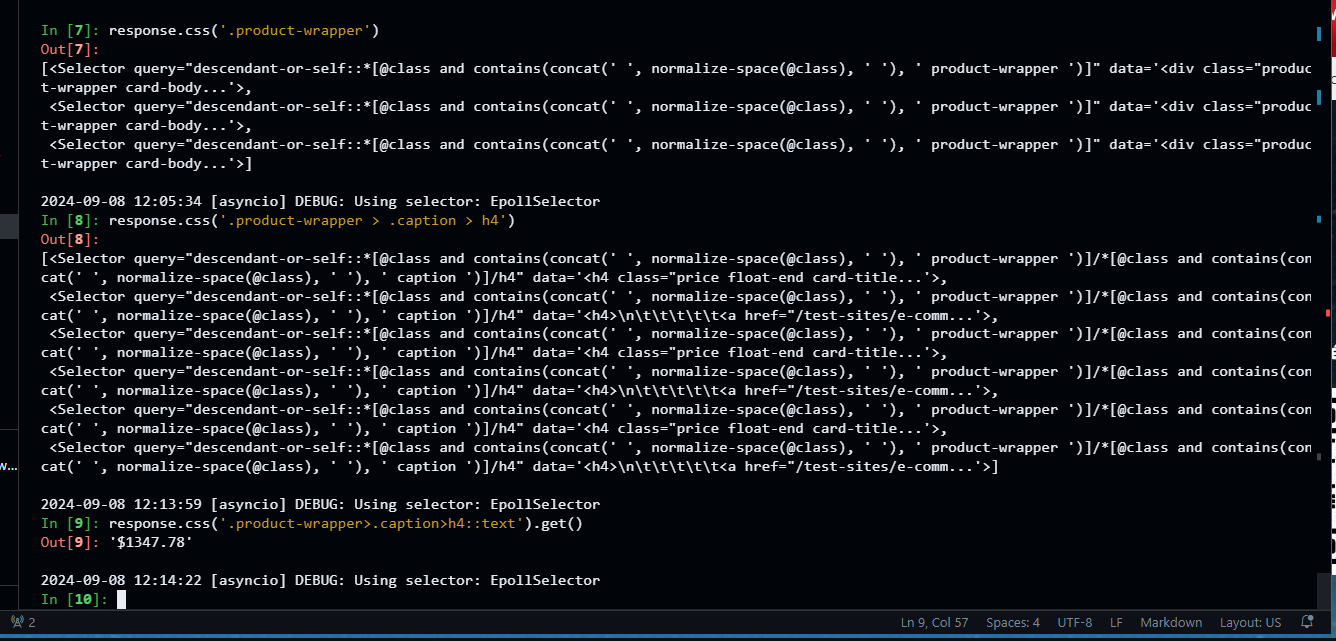 In [7]: response.css('.product-wrapper')
Out[7]:
[<Selector query="descendant-or-self::*[@class and contains(concat(' ', normalize-space(@class), ' '), ' product-wrapper ')]" data='<div class="produc
t-wrapper card-body...'>,
 <Selector query="descendant-or-self::*[@class and contains(concat(' ', normalize-space(@class), ' '), ' product-wrapper ')]" data='<div class="produc
t-wrapper card-body...'>,
 <Selector query="descendant-or-self::*[@class and contains(concat(' ', normalize-space(@class), ' '), ' product-wrapper ')]" data='<div class="produc
t-wrapper card-body...'>]
2024-09-08 12:05:34 [asyncio] DEBUG: Using selector: EpollSelector
In [8]: response.css('.product-wrapper > .caption > h4')
Out[8]:
[<Selector query="descendant-or-self::*[@class and contains(concat(' ', normalize-space(@class), ' '), ' product-wrapper ')]/*[@class and contains(con
cat(' ', normalize-space(@class), ' '), ' caption ')]/h4" data='<h4 class="price float-end card-title...'>,
 <Selector query="descendant-or-self::*[@class and contains(concat(' ', normalize-space(@class), ' '), ' product-wrapper ')]/*[@class and contains(con
cat(' ', normalize-space(@class), ' '), ' caption ')]/h4" data='<h4>\n\t\t\t\t\t<a href="/test-sites/e-comm...'>,
 <Selector query="descendant-or-self::*[@class and contains(concat(' ', normalize-space(@class), ' '), ' product-wrapper ')]/*[@class and contains(con
cat(' ', normalize-space(@class), ' '), ' caption ')]/h4" data='<h4 class="price float-end card-title...'>,
 <Selector query="descendant-or-self::*[@class and contains(concat(' ', normalize-space(@class), ' '), ' product-wrapper ')]/*[@class and contains(con
cat(' ', normalize-space(@class), ' '), ' caption ')]/h4" data='<h4>\n\t\t\t\t\t<a href="/test-sites/e-comm...'>,
 <Selector query="descendant-or-self::*[@class and contains(concat(' ', normalize-space(@class), ' '), ' product-wrapper ')]/*[@class and contains(con
cat(' ', normalize-space(@class), ' '), ' caption ')]/h4" data='<h4 class="price float-end card-title...'>,
 <Selector query="descendant-or-self::*[@class and contains(concat(' ', normalize-space(@class), ' '), ' product-wrapper ')]/*[@class and contains(con
cat(' ', normalize-space(@class), ' '), ' caption ')]/h4" data='<h4>\n\t\t\t\t\t<a href="/test-sites/e-comm...'>]
w...
2024-09-08 12:13:59 [asyncio] DEBUG: Using selector: EpollSelector
In [9]: response.css('.product-wrapper>.caption>h4::text').get()
Out[9]: '$1347.78'
2024-09-08 12:14:22 [asyncio] DEBUG: Using selector: EpollSelector
In [10]:
2 Ln 9, Col 57 Spaces: 4 UTF-8 LF Markdown Layout: US